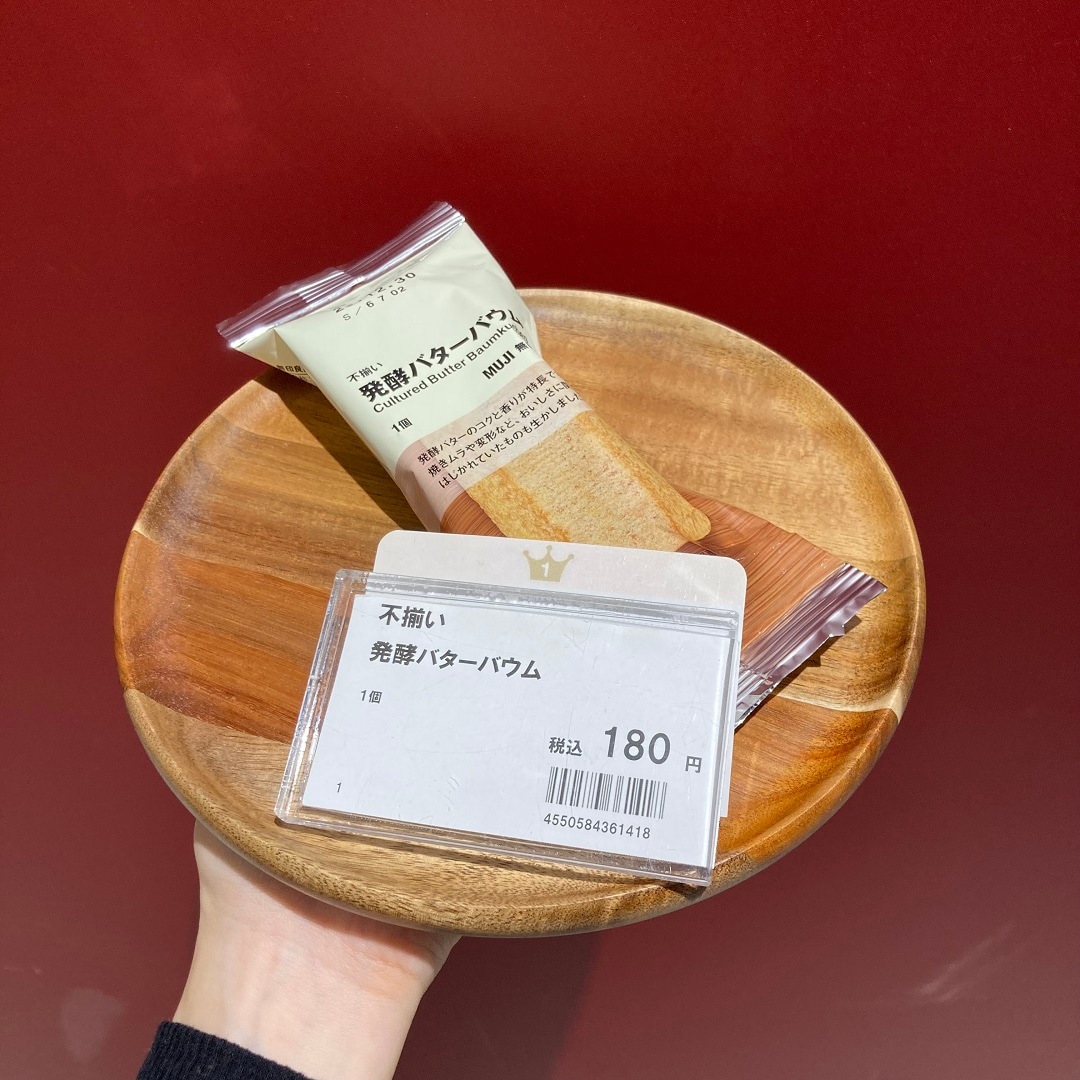 .30
S/6702
不揃い
発酵バターバウム
Cultured Butter Baumku
1個
MUJI 無
発酵バターのコクと香りが特長で
焼きムラや変形など、おいしさに
はじかれていたものも生かしました
1
不揃い
発酵バターバウム
1個
税込 180 円
1
4550584361418